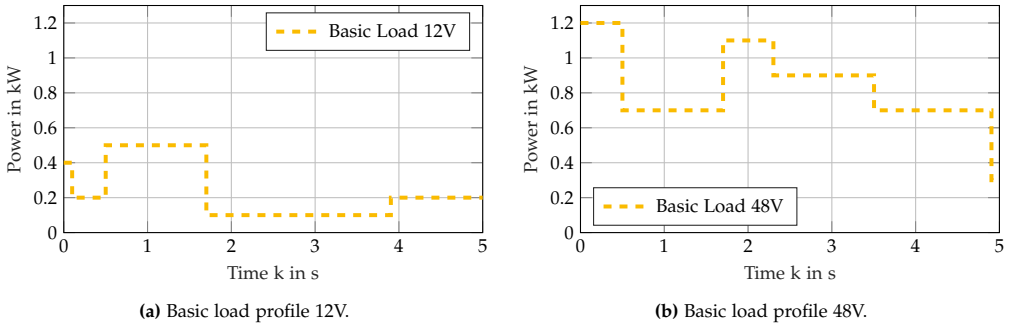 1.2
1
0.8
0.6
0.4
0.2
0
0 1 2 3 4 5
Power in kW
Time k in s
Basic Load 12V
(a) Basic load profile 12V.
1.2
1
0.8
0.6
0.4
0.2
0
0 1 2 3 4 5
Power in kW
Time k in s
Basic Load 48V
(b) Basic load profile 48V.